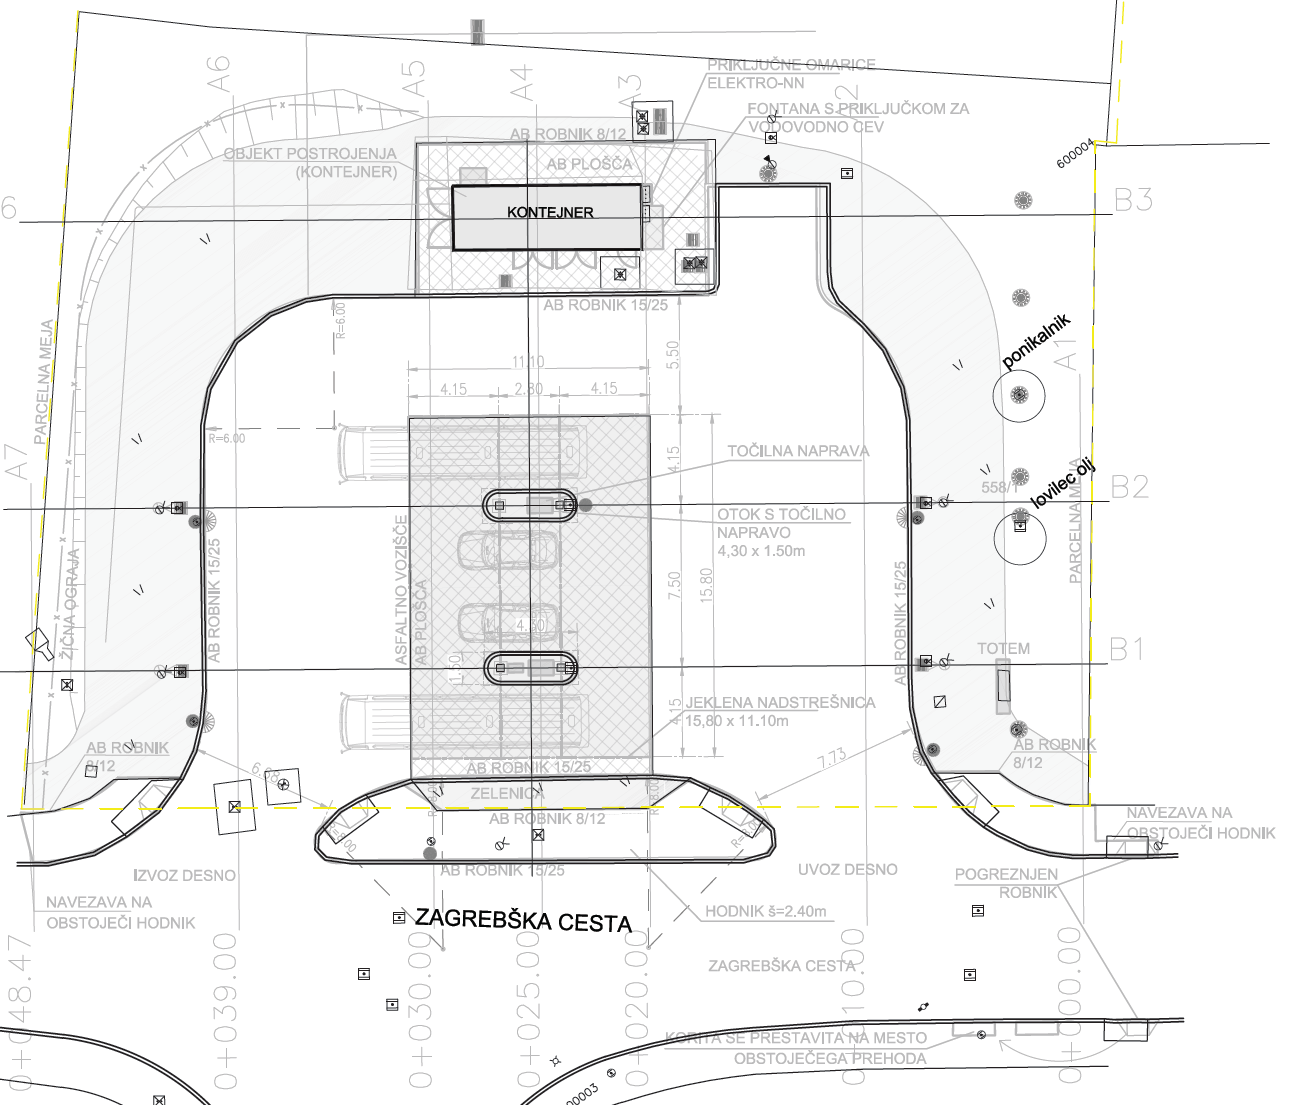 A6
A5
A4
A3
2
PRIKLJUČNE OMARICE
ELEKTRO-NN
FONTANA S PRIKLJUČKOM ZA
VODOVODNO CEV
AB ROBNIK 8/12
OBJEKT POSTROJENJA
(KONTEJNER)
AB PLOŠČA
600004
KONTEJNER
6
B3
AB ROBNIK 15/25
R=6.00
R=6.00
PARCELNA MEJA
ponikalnik
A1
5.50
11.10
4.15
2.80
4.15
A7
4.15
TOČILNA NAPRAVA
lovilec olj
558/1
B2
OTOK S TOČILNO
NAPRAVO
4,30 x 1.50m
ŽIČNA OGRAJA
AB ROBNIK 15/25
ASFALTNO VOZIŠČE
AB PLOŠČA
7.50
15.80
AB ROBNIK 15/25
PARCELNA MEJA
4.30
1.50
TOTEM
B1
JEKLENA NADSTREŠNICA
15,80 x 11.10m
4.15
AB ROBNIK
8/12
AB ROBNIK
8/12
7.73
AB ROBNIK 15/25
ZELENICA
AB ROBNIK 8/12
NAVEZAVA NA
OBSTOJEČI HODNIK
AB ROBNIK 15/25
IZVOZ DESNO
UVOZ DESNO
POGREZNJEN
ROBNIK
NAVEZAVA NA
OBSTOJEČI HODNIK
ZAGREBŠKA CESTA
HODNIK š=2.40m
ZAGREBŠKA CESTA
0+048.47
0+039.00
0+030.00
0+025.00
0+020.00
0+010.00
0+000.00
KORITA SE PRESTAVITA NA MESTO
OBSTOJEČEGA PREHODA